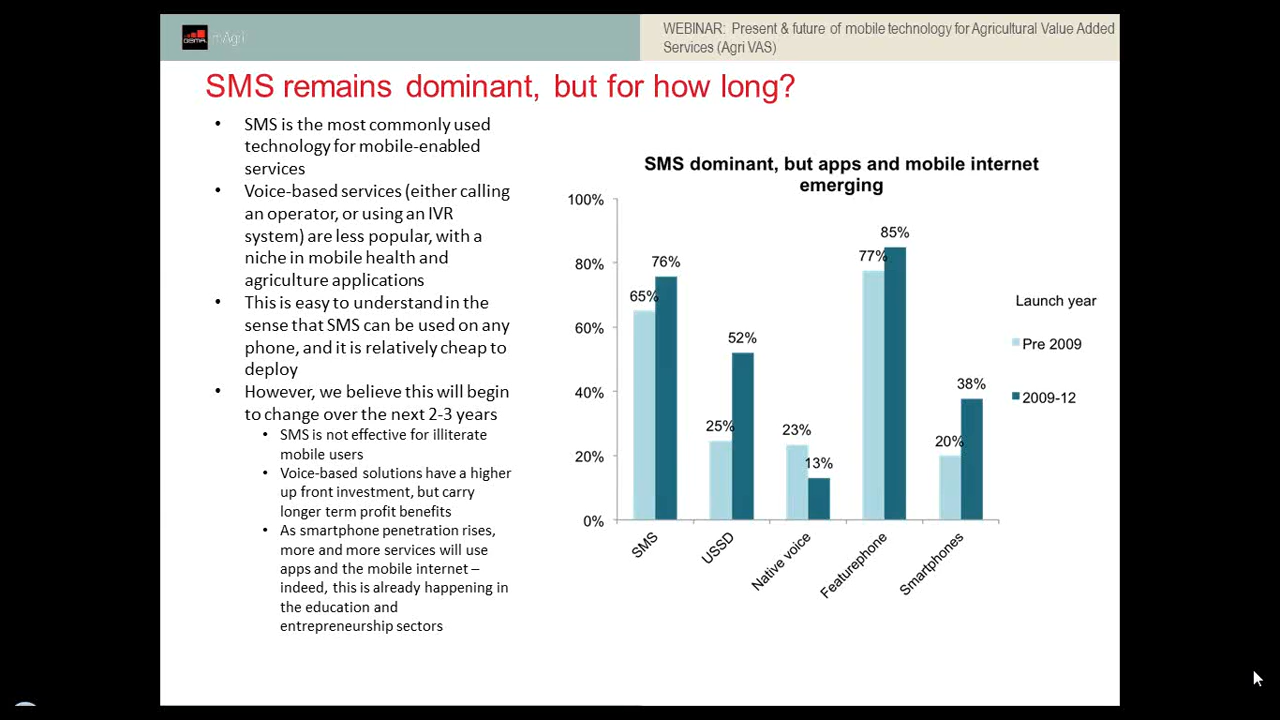 GSMA mAgri
WEBINAR: Present & future of mobile technology for Agricultural Value Added
Services (Agri VAS)
SMS remains dominant, but for how long?
• SMS is the most commonly used
technology for mobile-enabled
services
• Voice-based services (either calling
an operator, or using an IVR
system) are less popular, with a
niche in mobile health and
agriculture applications
• This is easy to understand in the
sense that SMS can be used on any
phone, and it is relatively cheap to
deploy
• However, we believe this will begin
to change over the next 2-3 years
• SMS is not effective for illiterate
mobile users
• Voice-based solutions have a higher
up front investment, but carry
longer term profit benefits
• As smartphone penetration rises,
more and more services will use
apps and the mobile internet –
indeed, this is already happening in
the education and
entrepreneurship sectors
SMS dominant, but apps and mobile internet
emerging
100%
80%
60%
40%
20%
0%
65%
76%
25%
52%
23%
13%
77%
85%
20%
38%
SMS
USSD
Native voice
Featurephone
Smartphones
Launch year
Pre 2009
2009-12